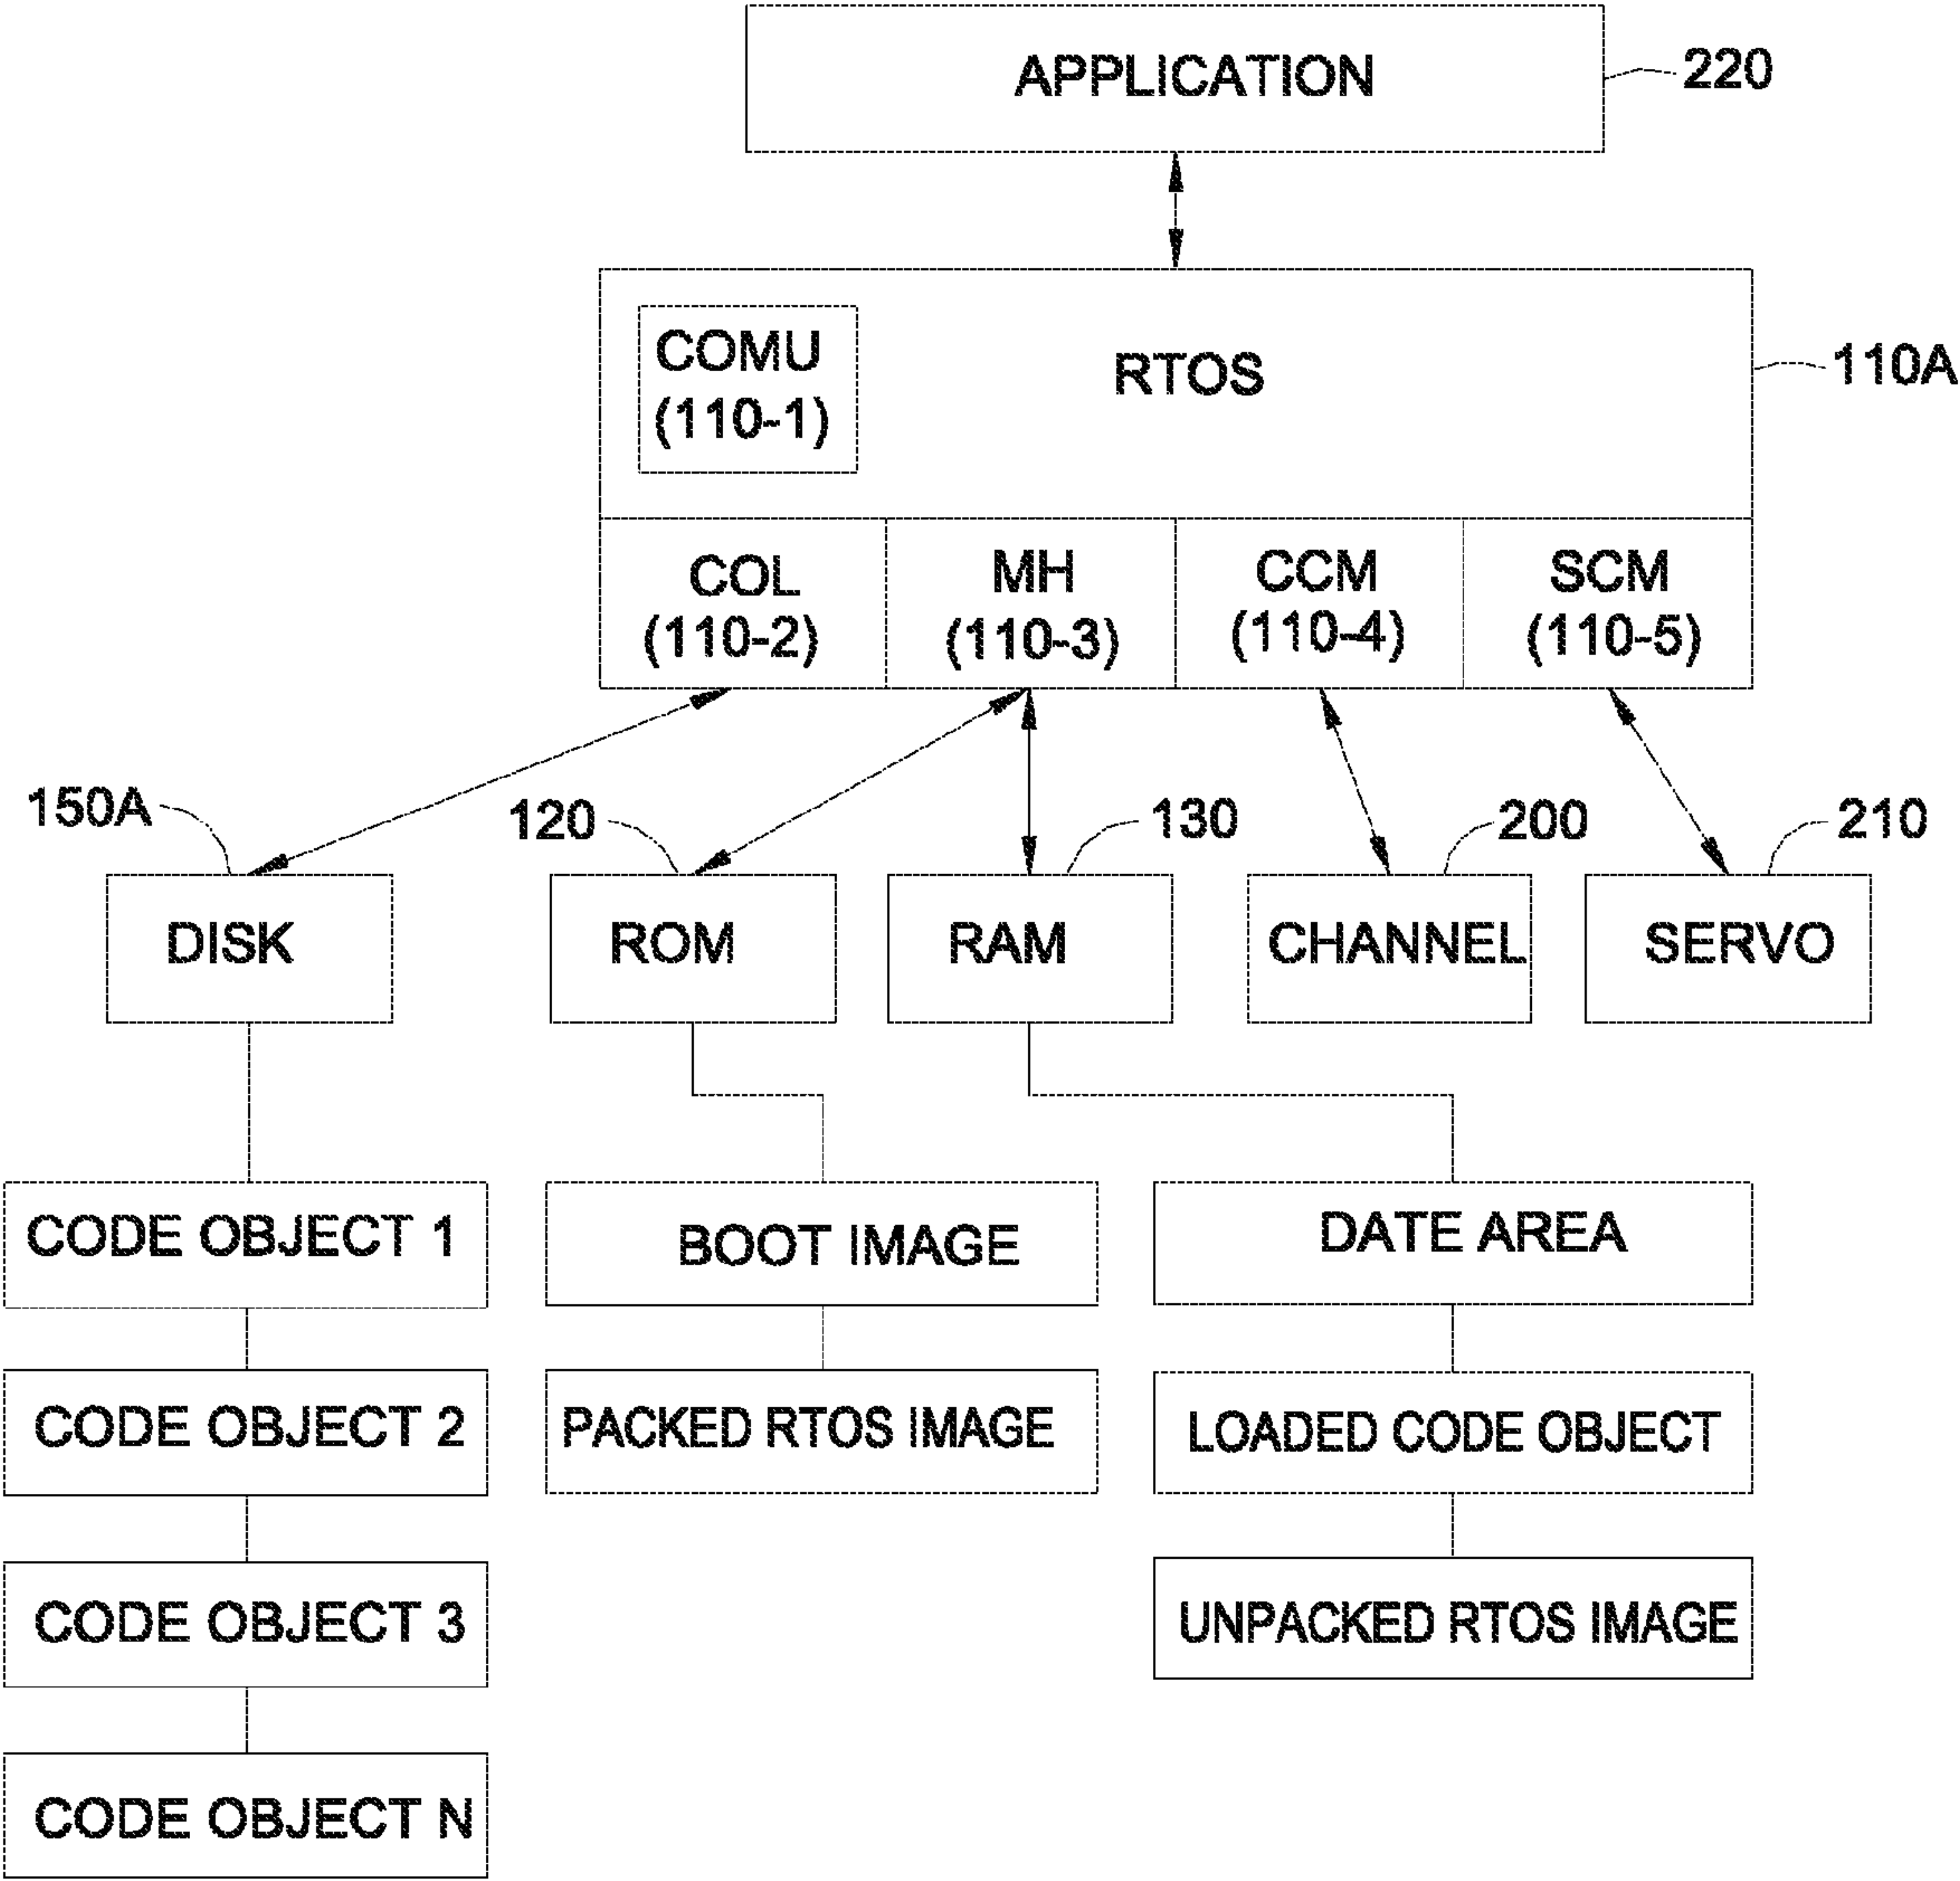 APPLICATION
220
COMU
(110-1)
RTOS
110A
COL
(110-2)
MH
(110-3)
CCM
(110-4)
SCM
(110-5)
150A
120
130
200
210
DISK
ROM
RAM
CHANNEL
SERVO
CODE OBJECT 1
BOOT IMAGE
DATE AREA
CODE OBJECT 2
PACKED RTOS IMAGE
LOADED CODE OBJECT
CODE OBJECT 3
UNPACKED RTOS IMAGE
CODE OBJECT N